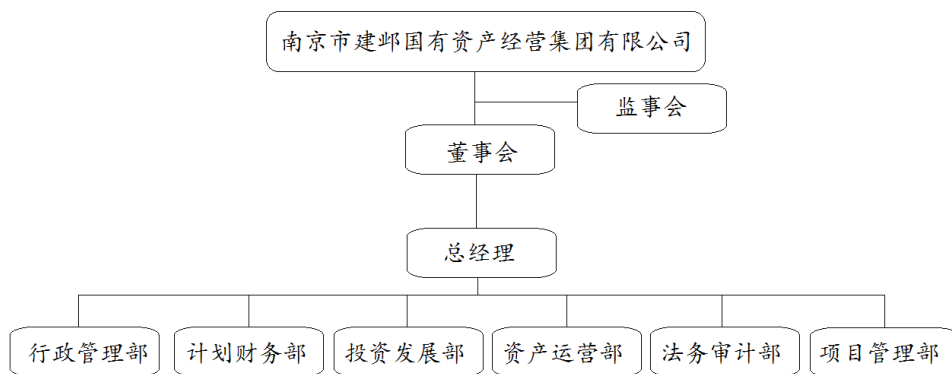 南京市建邺国有资产经营集团有限公司
监事会
董事会
总经理
行政管理部
计划财务部
投资发展部
资产运营部
法务审计部
项目管理部